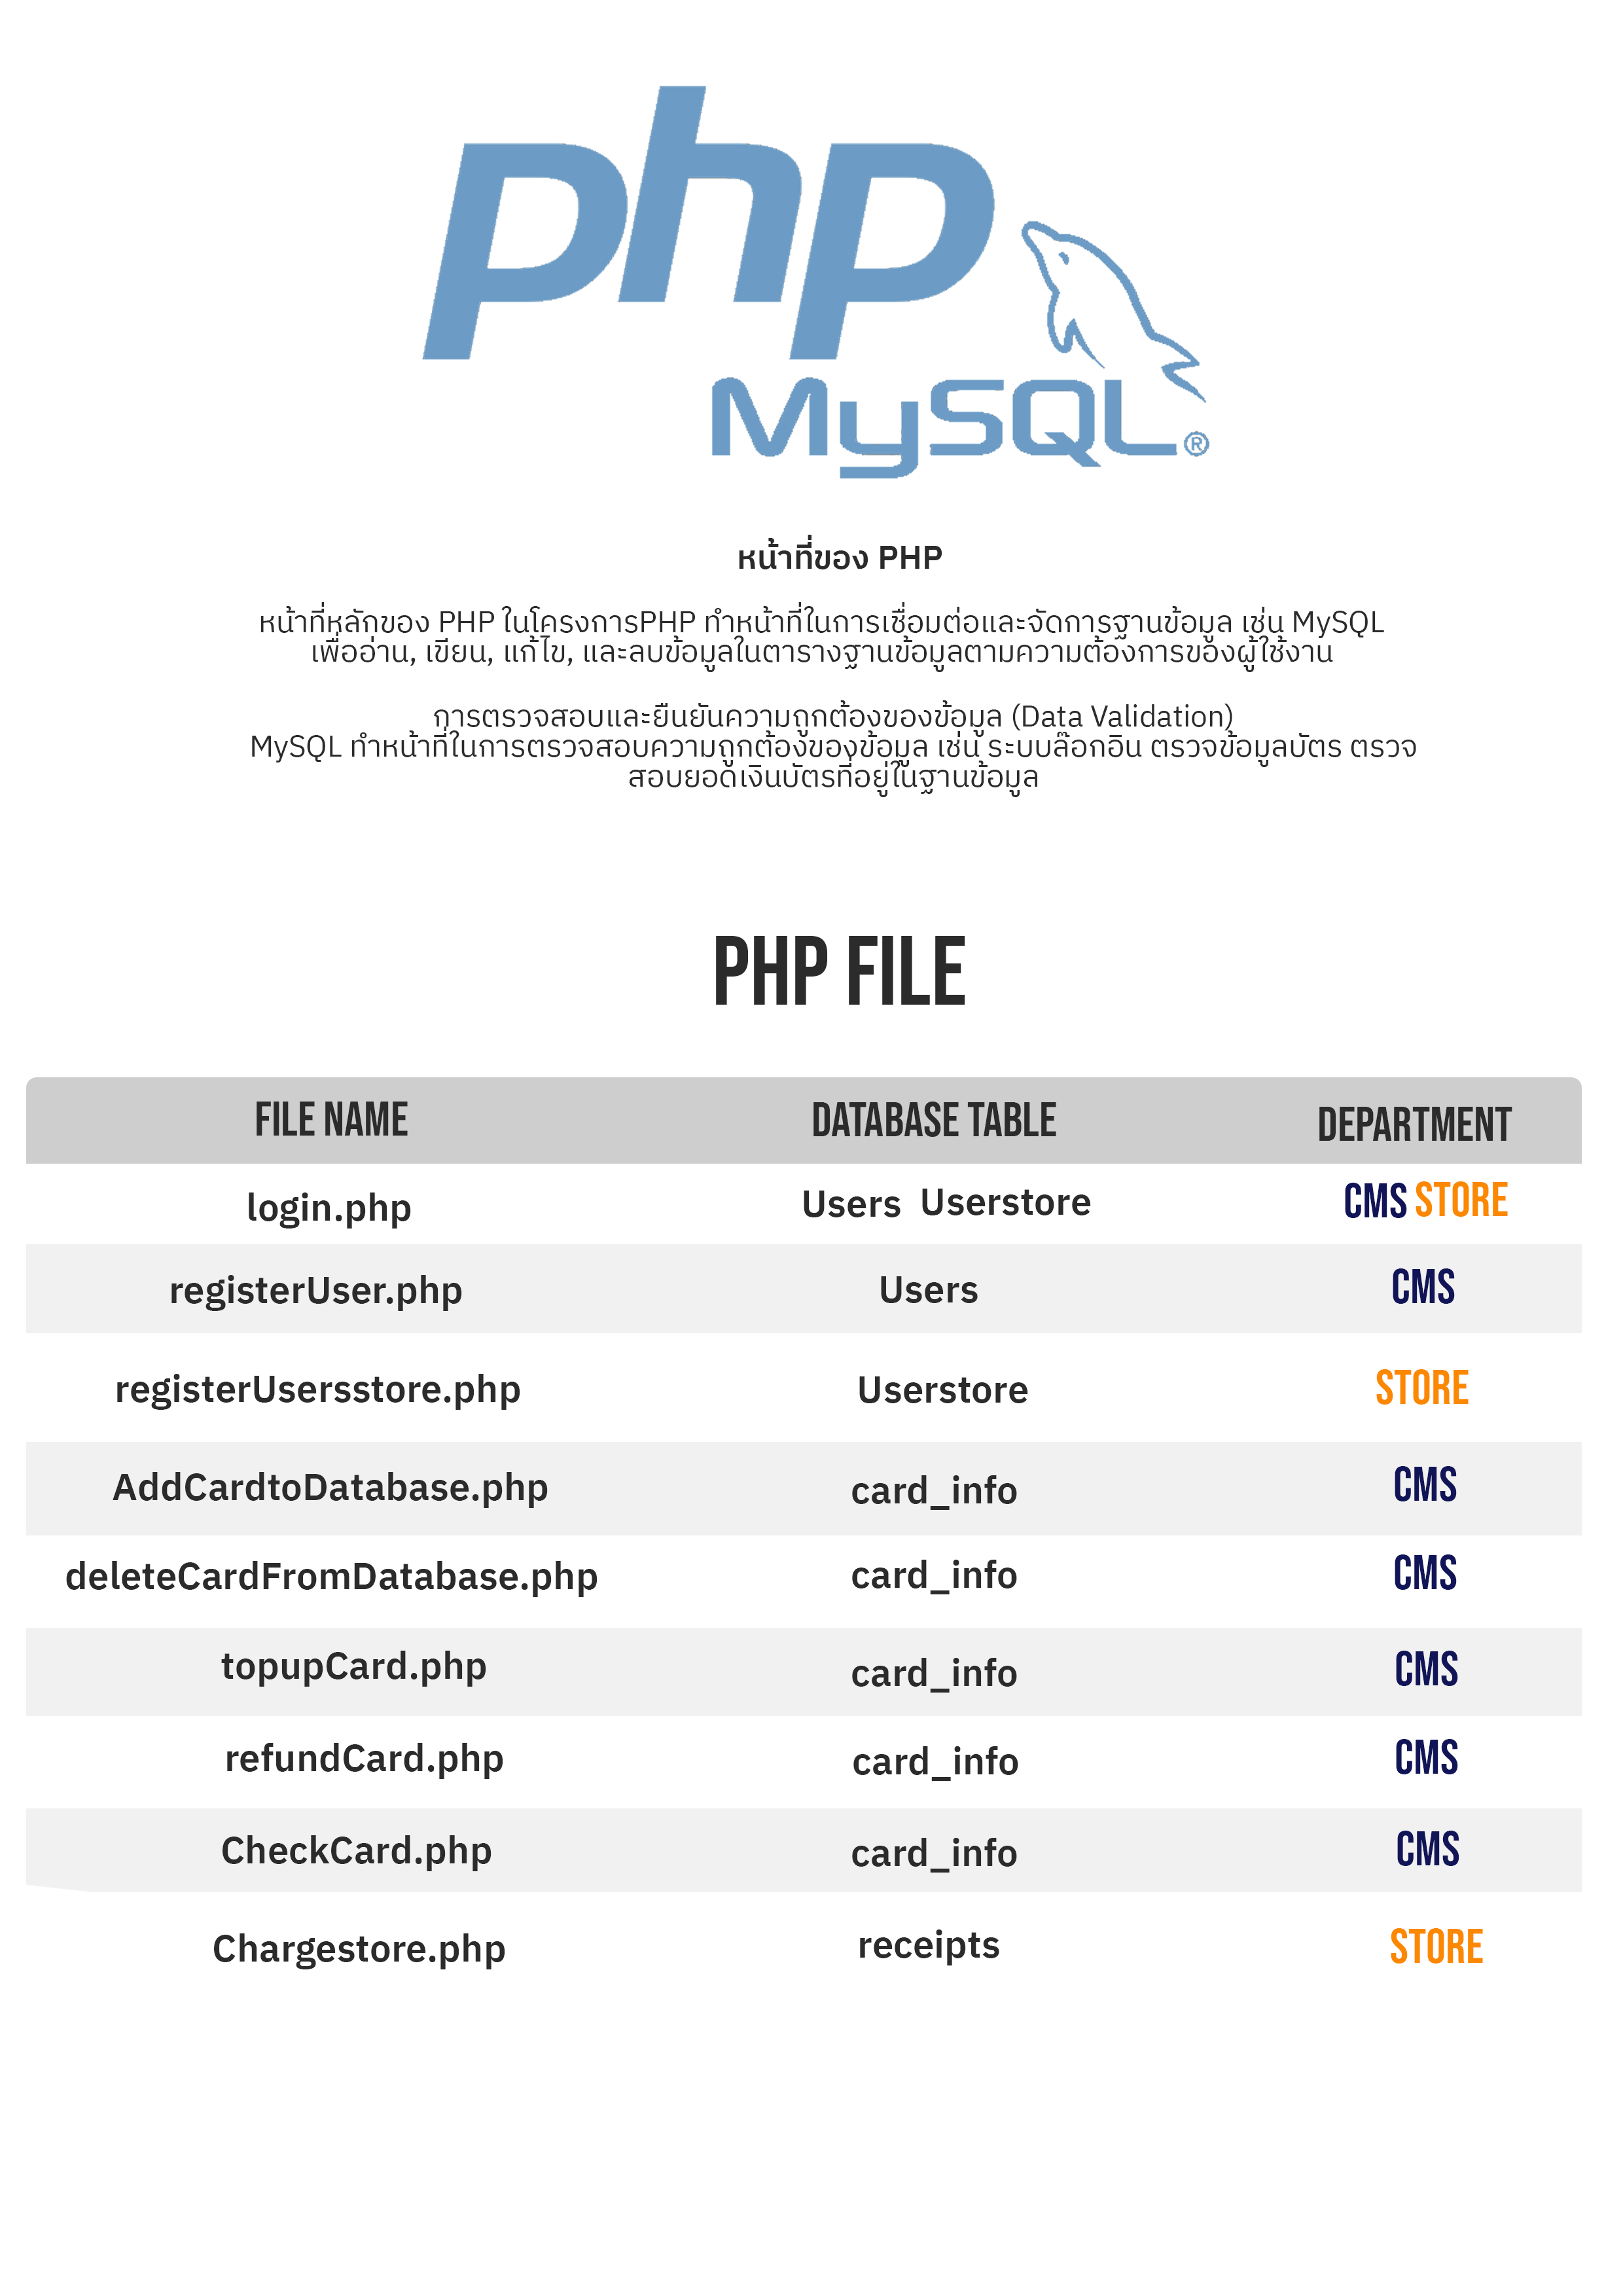 php
MySQL®
หน้าที่ของ PHP
หน้าที่หลักของ PHP ในโครงการPHP ทำหน้าที่ในการเชื่อมต่อและจัดการฐานข้อมูล เช่น MySQL
เพื่ออ่าน, เขียน, แก้ไข, และลบข้อมูลในตารางฐานข้อมูลตามความต้องการของผู้ใช้งาน
การตรวจสอบและยืนยันความถูกต้องของข้อมูล (Data Validation)
MySQL ทำหน้าที่ในการตรวจสอบความถูกต้องของข้อมูล เช่น ระบบล๊อกอิน ตรวจข้อมูลบัตร ตรวจ
สอบยอดเงินบัตรที่อยู่ในฐานข้อมูล
PHP FILE
FILE NAME DATABASE TABLE DEPARTMENT
login.php Users Userstore CMS STORE
registerUser.php Users CMS
registerUsersstore.php Userstore STORE
AddCardtoDatabase.php card_info CMS
deleteCardFromDatabase.php card_info CMS
topupCard.php card_info CMS
refundCard.php card_info CMS
CheckCard.php card_info CMS
Chargestore.php receipts STORE